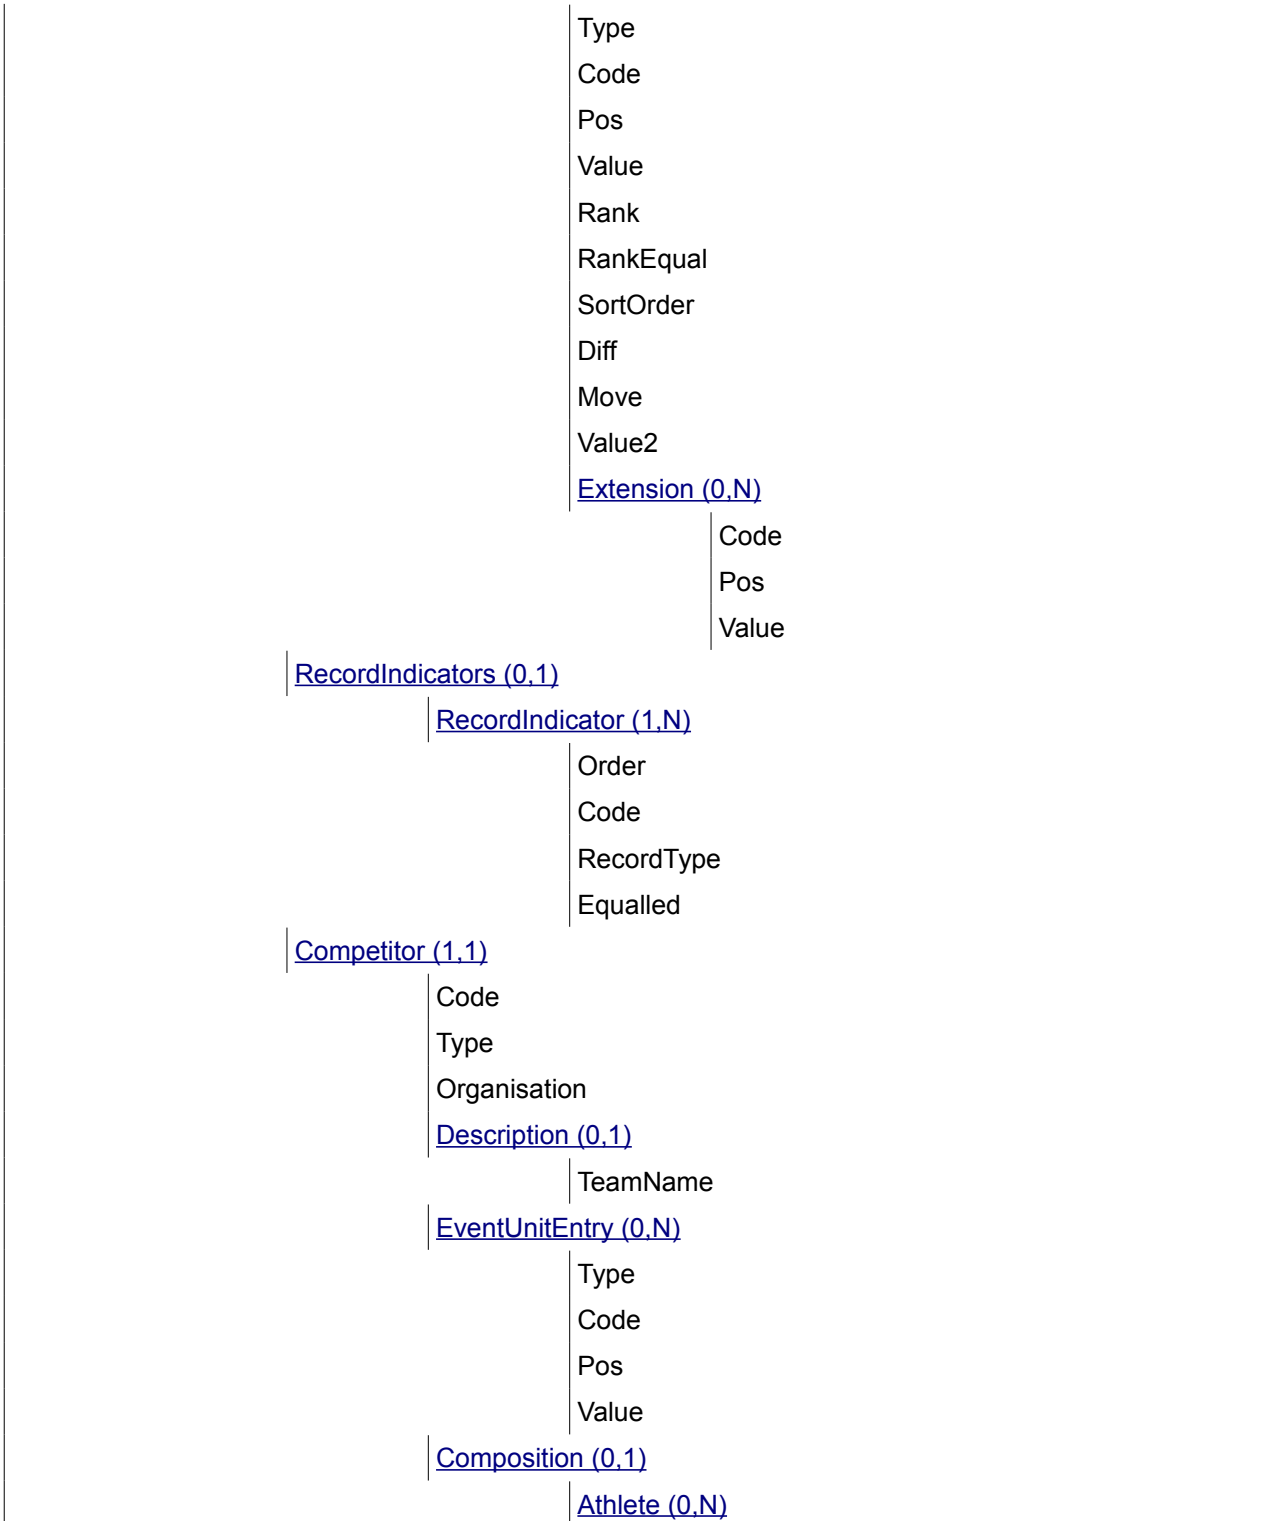 Type
Code
Pos
Value
Rank
RankEqual
SortOrder
Diff
Move
Value2
Extension (0,N)
Code
Pos
Value
RecordIndicators (0,1)
RecordIndicator (1,N)
Order
Code
RecordType
Equalled
Competitor (1,1)
Code
Type
Organisation
Description (0,1)
TeamName
EventUnitEntry (0,N)
Type
Code
Pos
Value
Composition (0,1)
Athlete (0,N)